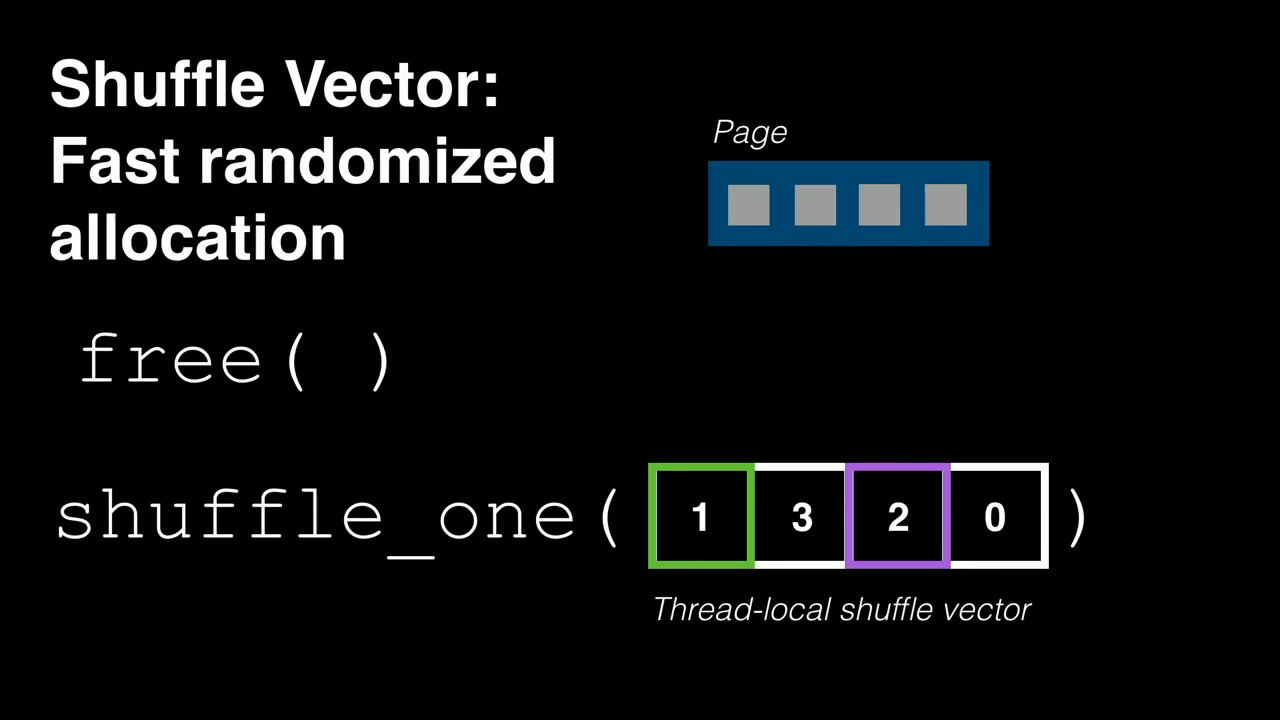 Shuffle Vector:
Fast randomized
allocation
Page
free( )
shuffle_one( 1 3 2 0 )
Thread-local shuffle vector